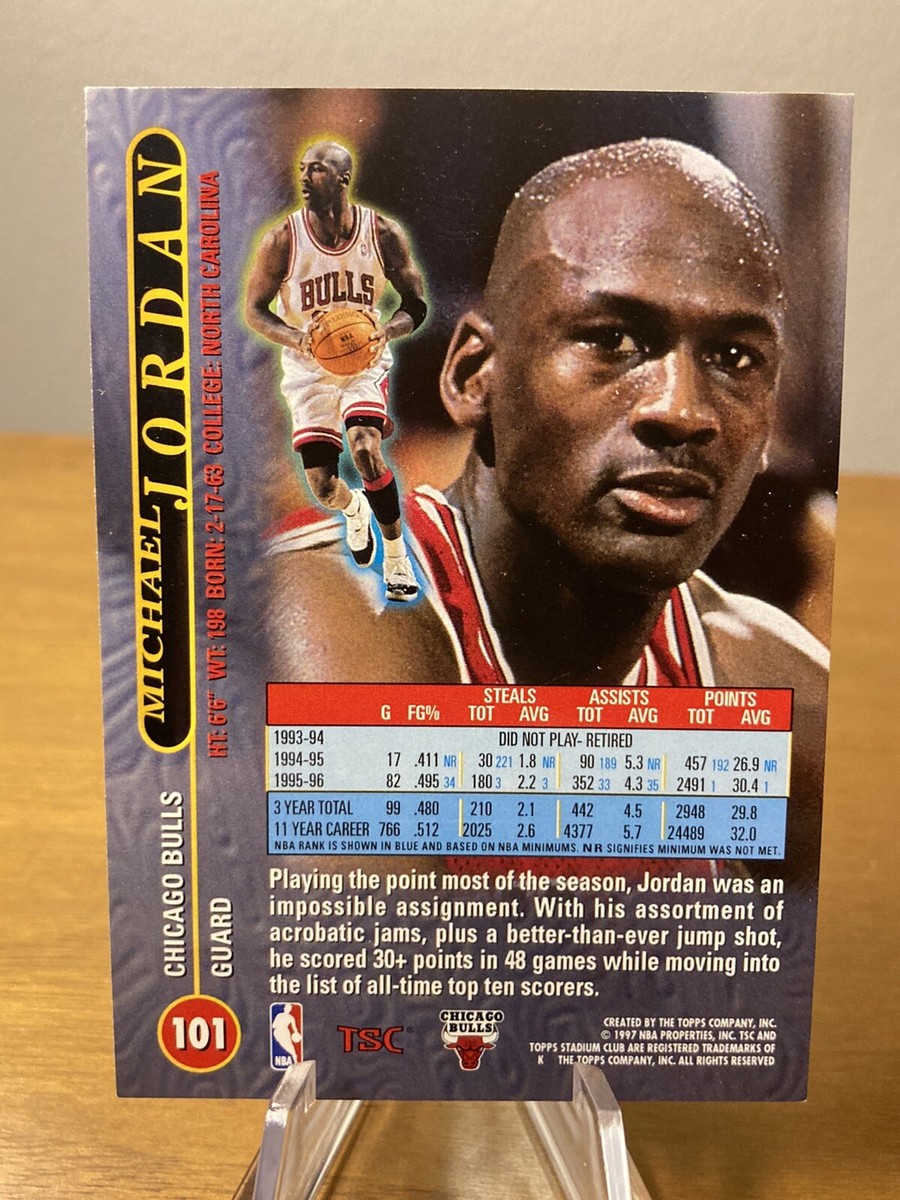 MICHAEL JORDAN
HT: 6'6" WT: 198 BORN: 2-17-63 COLLEGE: NORTH CAROLINA
CHICAGO BULLS
GUARD
101
BULLS
STEALS ASSISTS POINTS
G FG% TOT AVG TOT AVG TOT AVG
1993-94 DID NOT PLAY- RETIRED
1994-95 17 .411 NR 30 221 1.8 NR 90 189 5.3 NR 457 192 26.9 NR
1995-96 82 .495 34 180 3 2.2 3 352 33 4.3 35 2491 1 30.4 1
3 YEAR TOTAL 99 .480 210 2.1 442 4.5 2948 29.8
11 YEAR CAREER 766 .512 2025 2.6 4377 5.7 24489 32.0
NBA RANK IS SHOWN IN BLUE AND BASED ON NBA MINIMUMS. NR SIGNIFIES MINIMUM WAS NOT MET.
Playing the point most of the season, Jordan was an
impossible assignment. With his assortment of
acrobatic jams, plus a better-than-ever jump shot,
he scored 30+ points in 48 games while moving into
the list of all-time top ten scorers.
NBA
TSC®
CHICAGO
BULLS
CREATED BY THE TOPPS COMPANY, INC.
© 1997 NBA PROPERTIES, INC. TSC AND
TOPPS STADIUM CLUB ARE REGISTERED TRADEMARKS OF
K THE TOPPS COMPANY, INC. ALL RIGHTS RESERVED